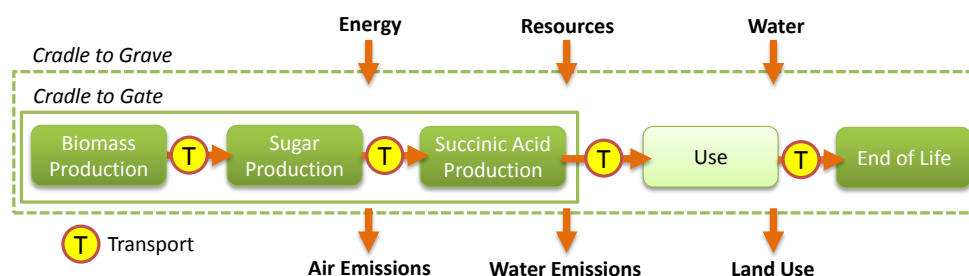 Energy
Resources
Water
Cradle to Grave
Cradle to Gate
Biomass
Production
T
Sugar
Production
T
Succinic Acid
Production
T
Use
T
End of Life
T Transport
Air Emissions
Water Emissions
Land Use